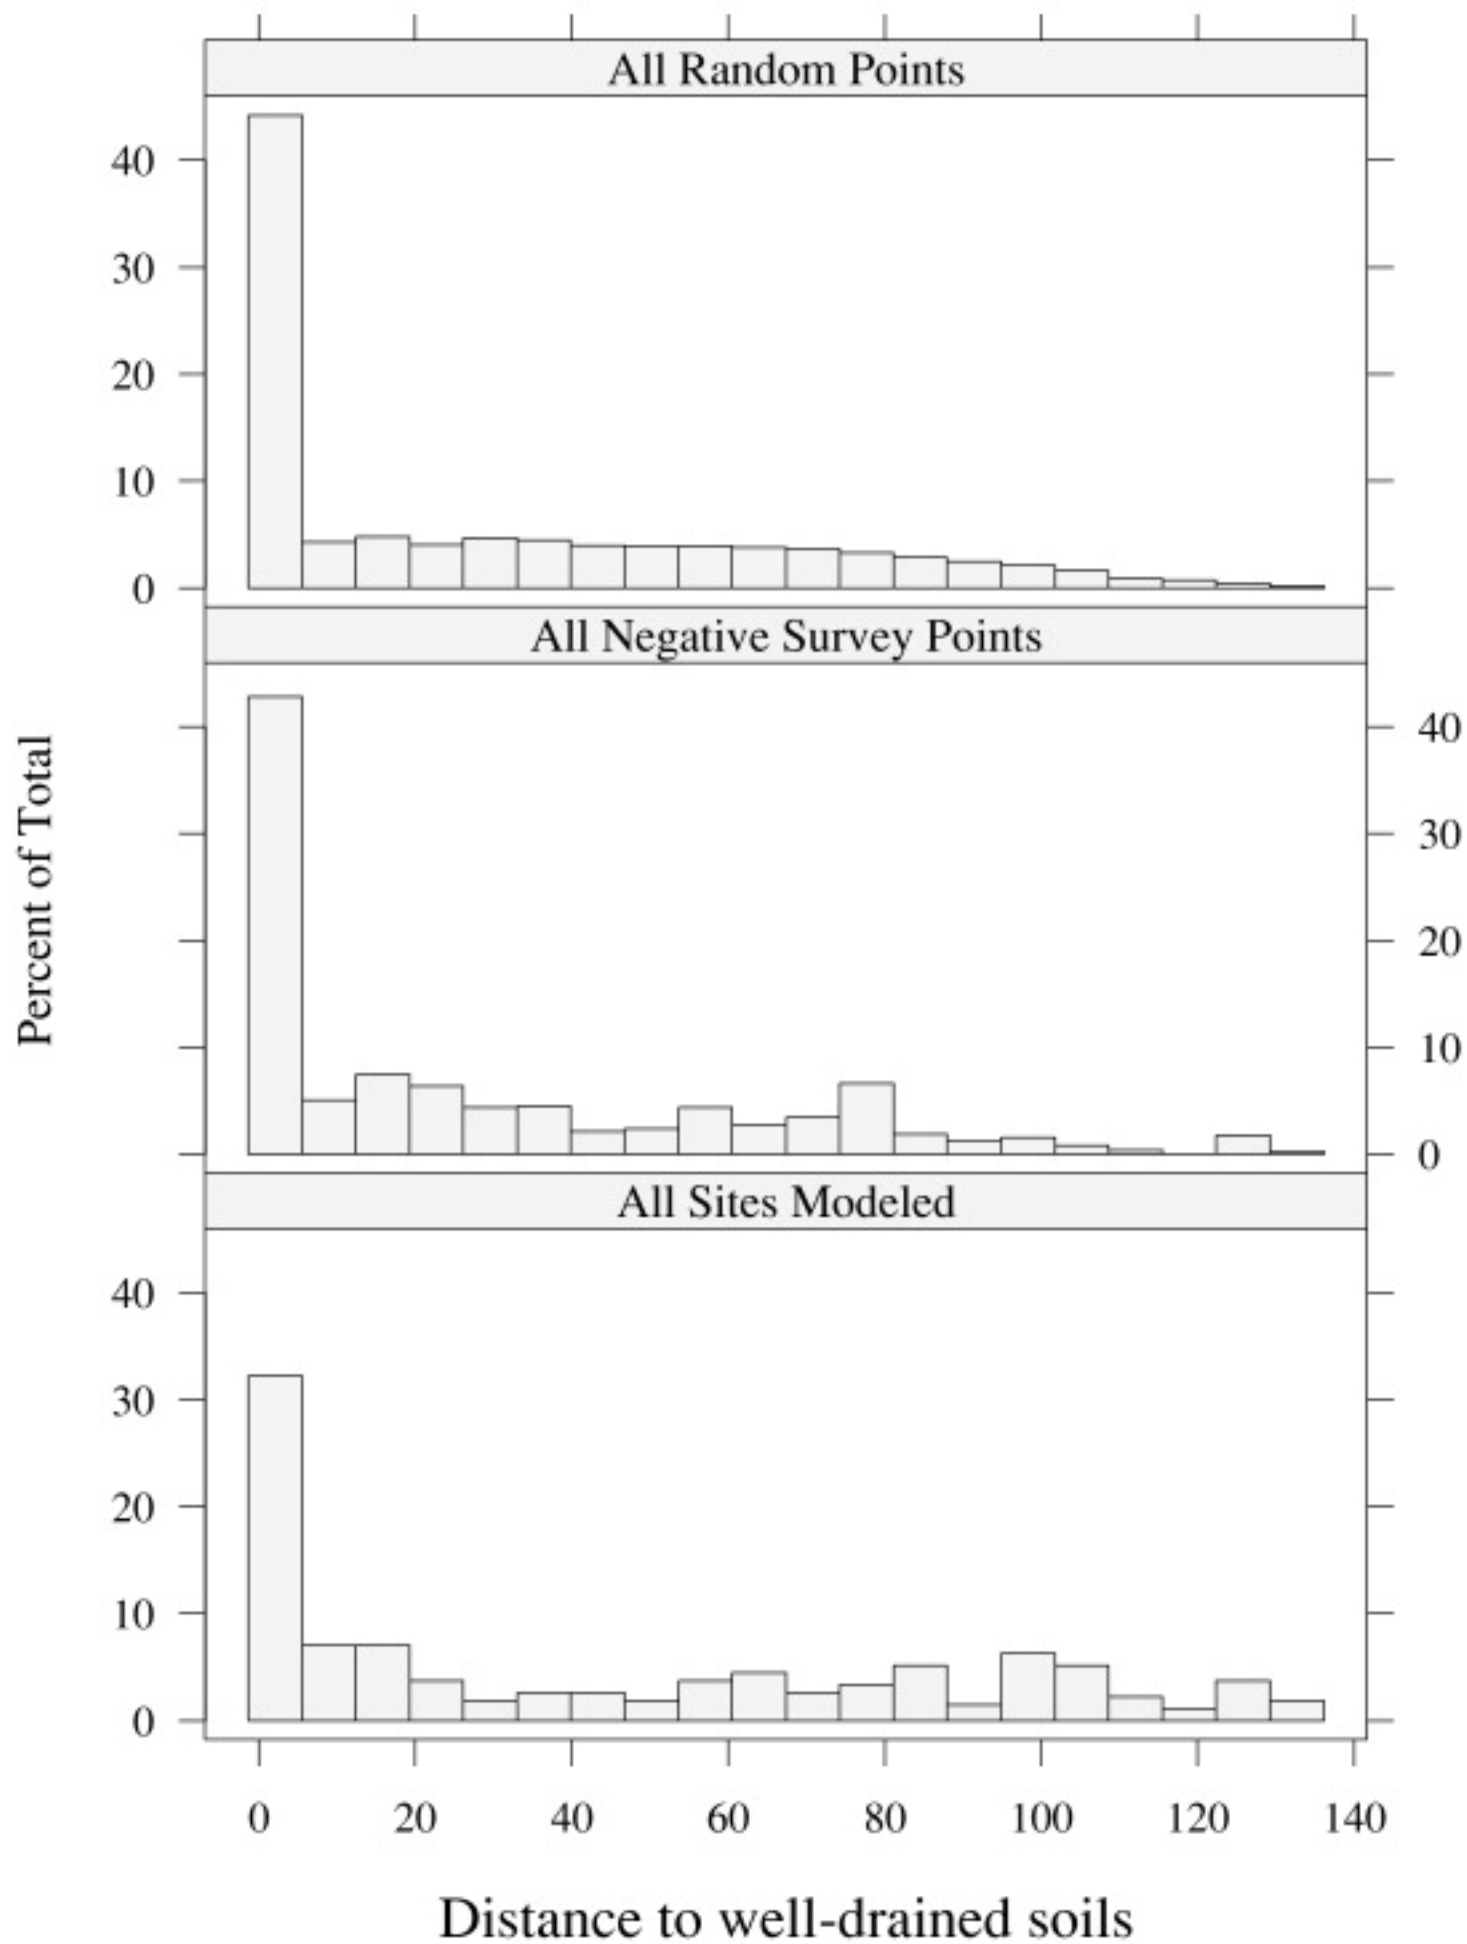 All Random Points
40
30
20
10
0
All Negative Survey Points
40
30
20
10
0
Percent of Total
All Sites Modeled
40
30
20
10
0
0 20 40 60 80 100 120 140
Distance to well-drained soils